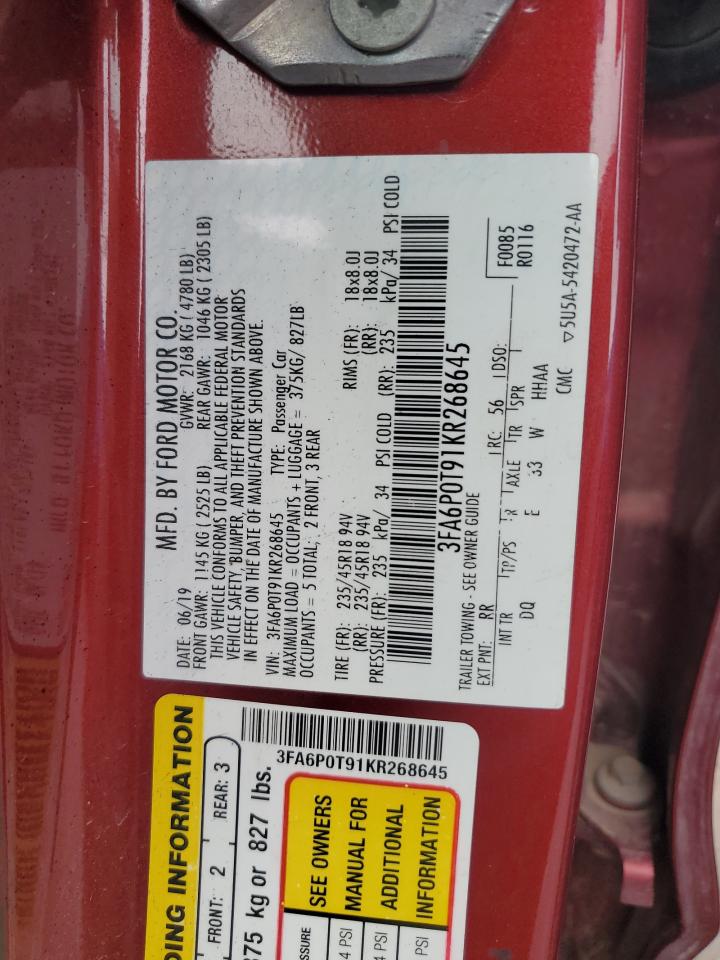 MFD. BY FORD MOTOR CO.
DATE: 06/19 GVWR: 2168 KG ( 4780 LB)
FRONT GAWR: 1145 KG ( 2525 LB) REAR GAWR: 1046 KG ( 2305 LB)
THIS VEHICLE CONFORMS TO ALL APPLICABLE FEDERAL MOTOR
VEHICLE SAFETY, BUMPER, AND THEFT PREVENTION STANDARDS
IN EFFECT ON THE DATE OF MANUFACTURE SHOWN ABOVE.
VIN: 3FA6P0T91KR268645 TYPE: Passenger Car
MAXIMUM LOAD = OCCUPANTS + LUGGAGE = 375KG/ 827LB
OCCUPANTS = 5 TOTAL; 2 FRONT, 3 REAR
TIRE (FR): 235/45R18 94V RIMS (FR): 18x8.0J
(RR): 235/45R18 94V (RR): 18x8.0J
PRESSURE (FR): 235 kPa/ 34 PSI COLD (RR): 235 kPa/ 34 PSI COLD
3FA6P0T91KR268645
TRAILER TOWING - SEE OWNER GUIDE
EXT PNT: RR RC: 56 DSO: F0085
R0116
INT TR TP/PS AXLE TR SPR
DQ E 33 W HHAA
CMC ▽5U5A-5420472-AA
DING INFORMATION
FRONT: 2 REAR: 3
375 kg or 827 lbs.
3FA6P0T91KR268645
SEE OWNERS
MANUAL FOR
ADDITIONAL
INFORMATION
PSI
PSI
PSI